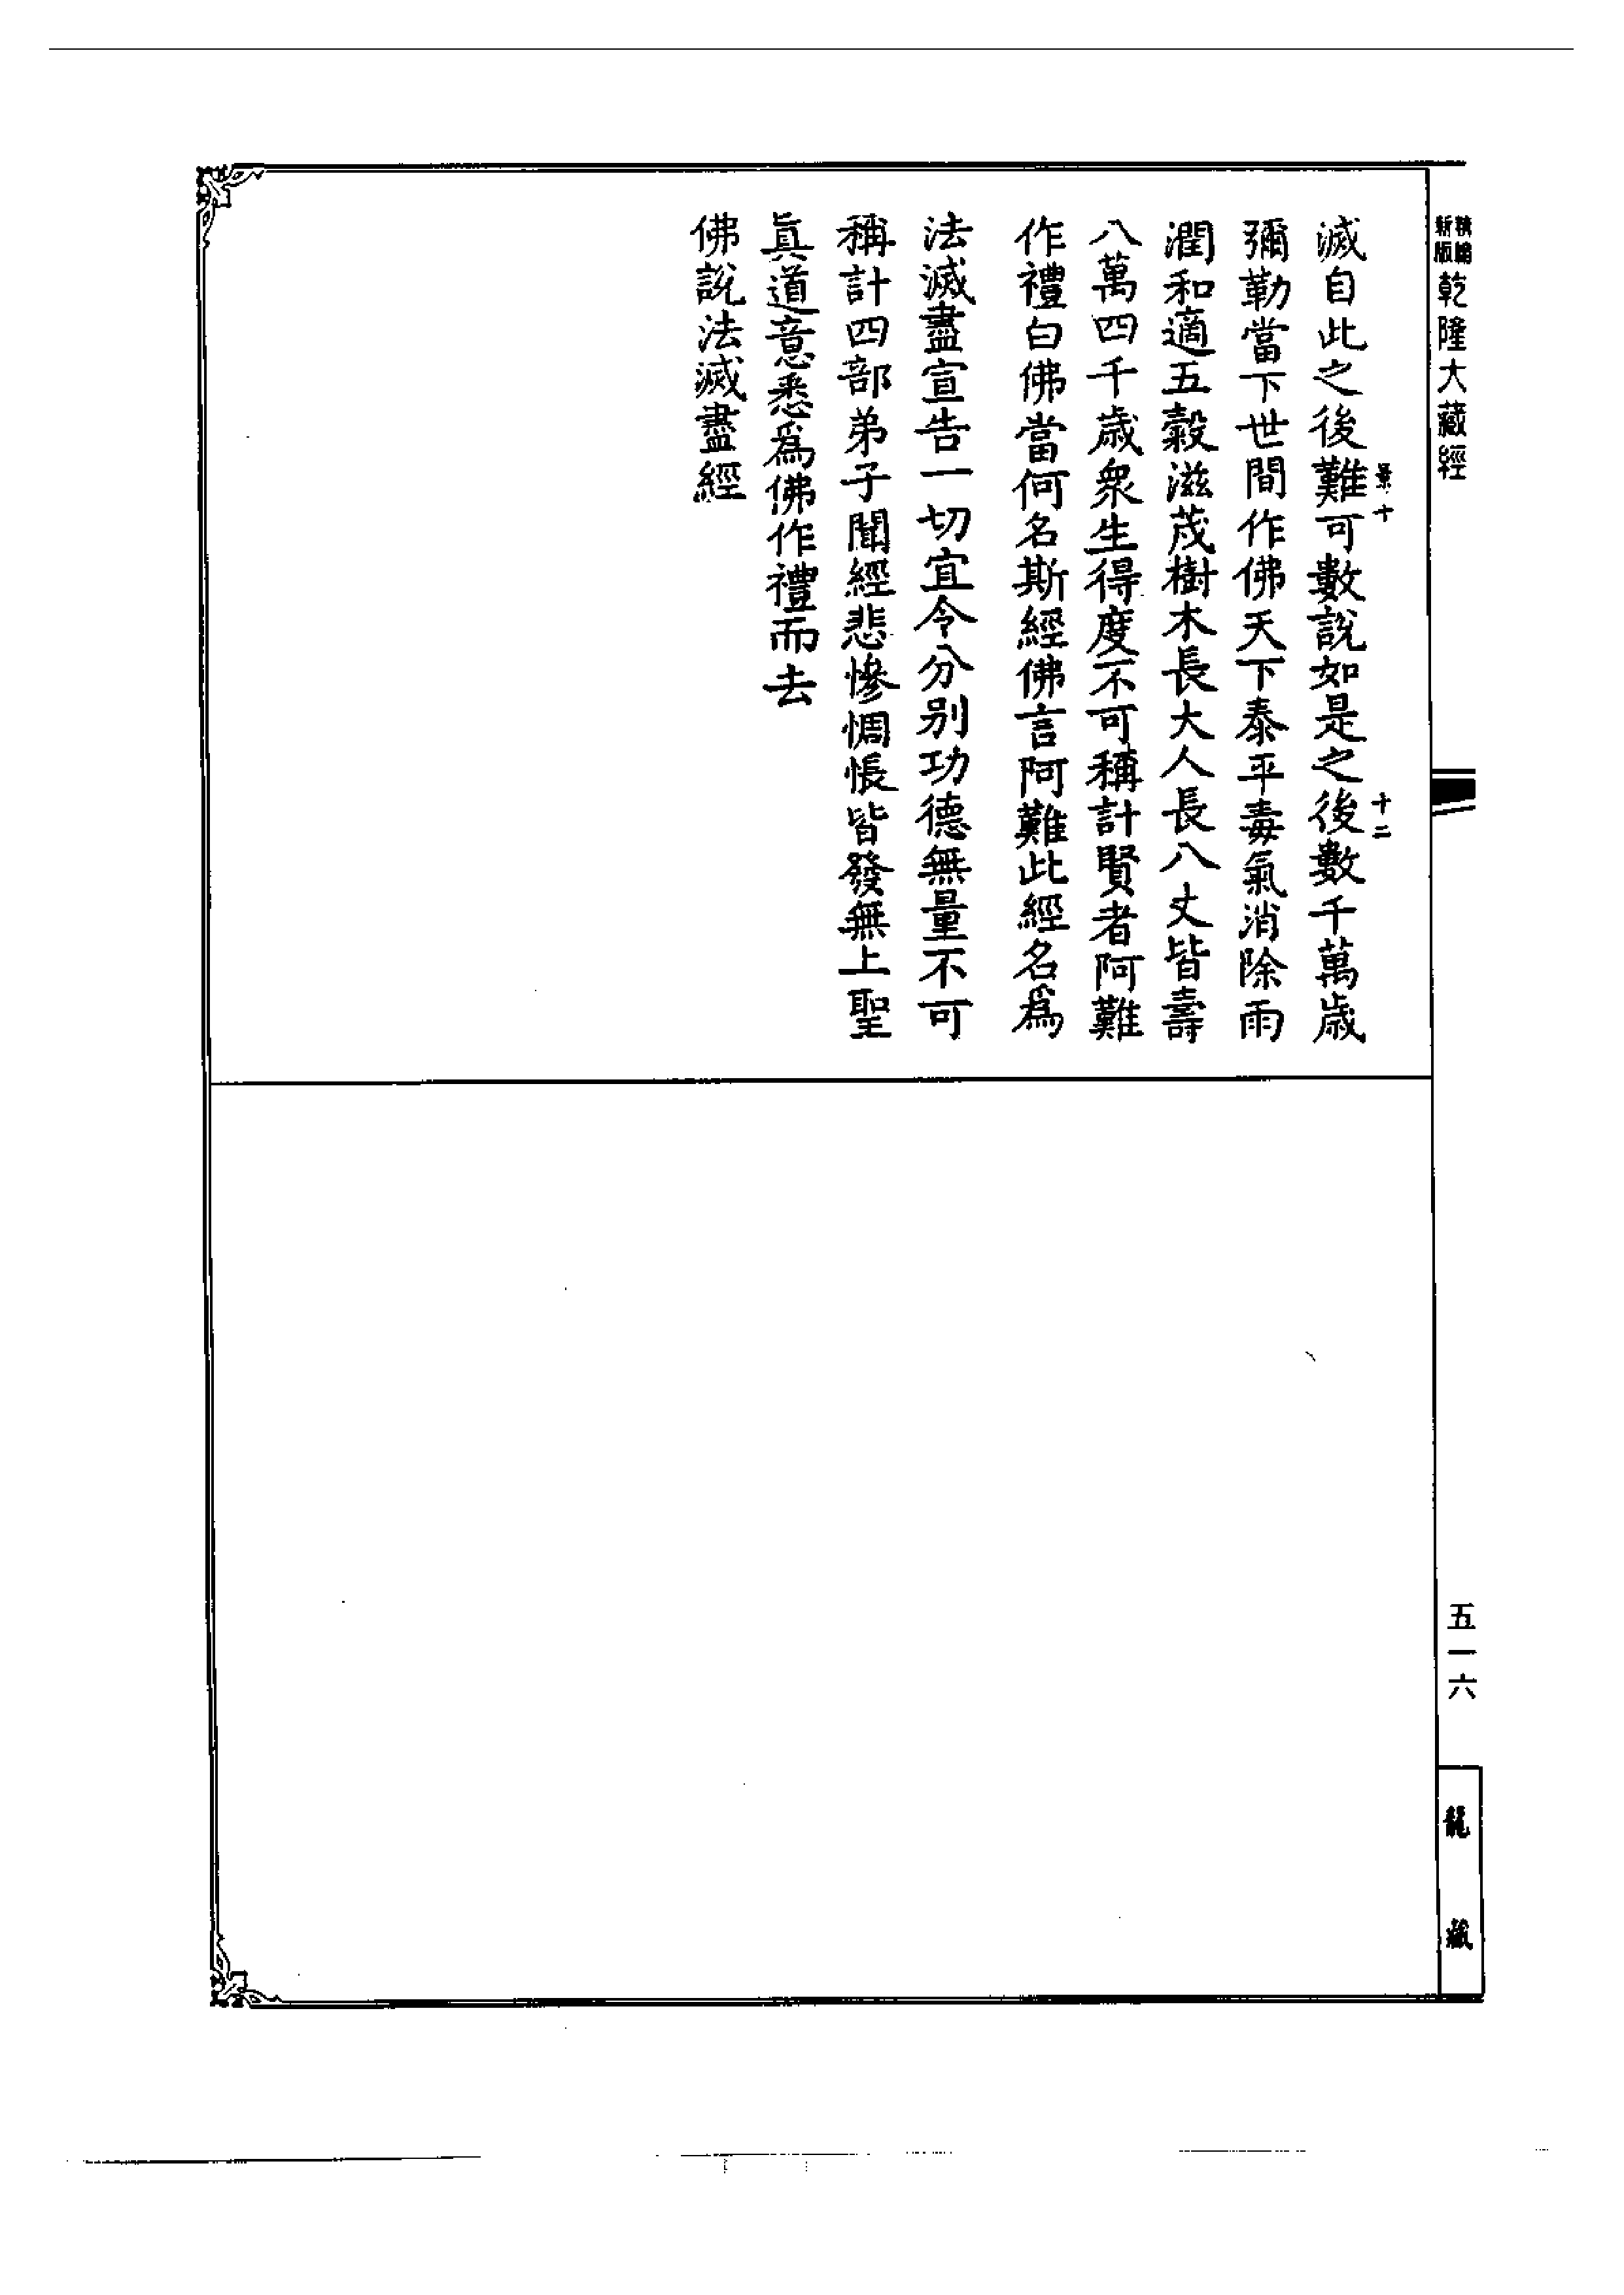 新版
乾隆大藏經
景十
十二
滅自此之後難可數說如是之後數千萬歲
彌勒當下世間作佛天下泰平毒氣消除雨
潤和適五穀滋茂樹木長大人長八丈皆壽
八萬四千歲衆生得度不可稱計賢者阿難
作禮白佛當何名斯經佛言阿難此經名爲
法滅盡宣告一切宜令分別功德無量不可
稱計四部弟子聞經悲慘惆悵皆發無上聖
眞道意悉爲佛作禮而去
佛說法滅盡經
五一六
龍藏